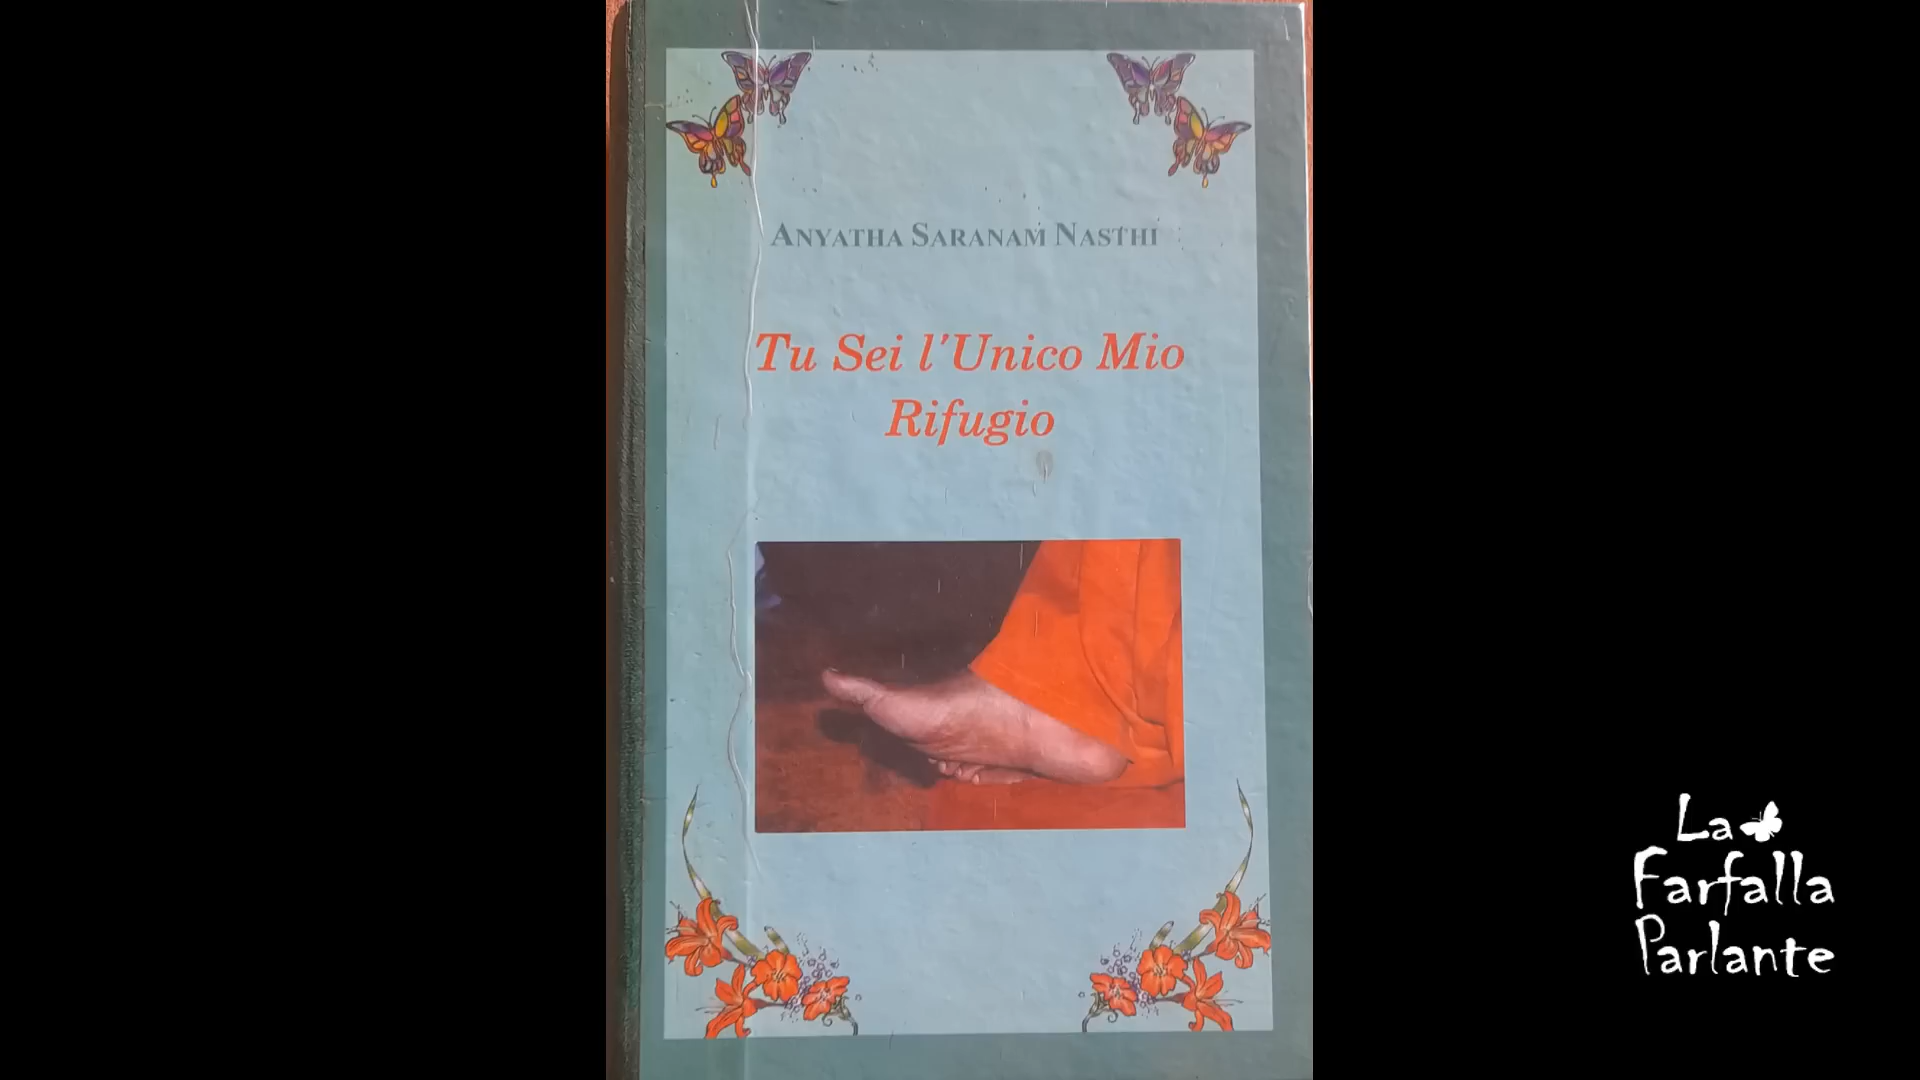 ANYATHA SARANAM NASTHI
Tu Sei l'Unico Mio
Rifugio
La
Farfalla
Parlante